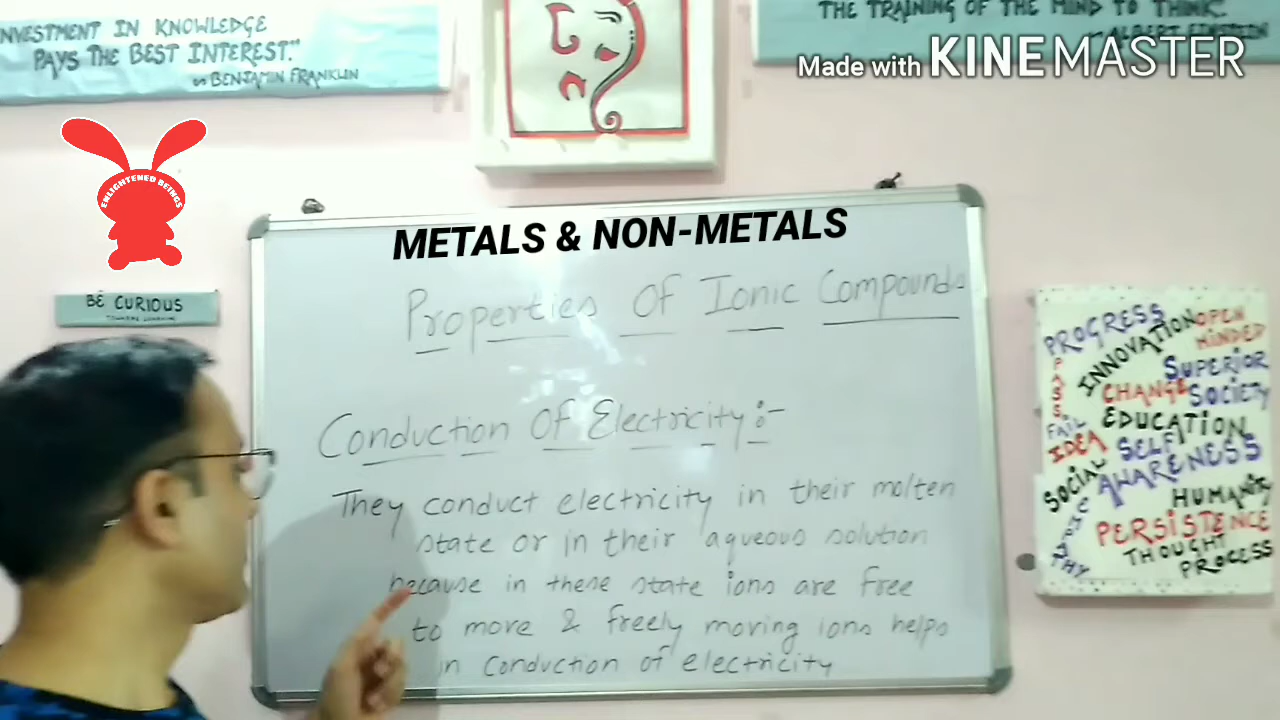 INVESTMENT IN KNOWLEDGE
PAYS THE BEST INTEREST."
~ BENJAMIN FRANKLIN
THE TRAINING OF THE MIND TO THINK".
~ ALBERT EINSTEIN
Made with KINEMASTER
ENLIGHTENED BEINGS
BE CURIOUS
METALS & NON-METALS
Properties Of Ionic Compounds
Conduction Of Electricity :-
They conduct electricity in their molten
state or in their aqueous solution
because in these state ions are free
to move & freely moving ions helps
in conduction of electricity
PROGRESS
INNOVATION
OPEN
MINDED
PASS
FAIL
IDEA
CHANGE
SUPERIOR
SOCIETY
EDUCATION
SELF
AWARENESS
SOCIAL
HUMANITY
PERSISTENCE
THOUGHT
PROCESS